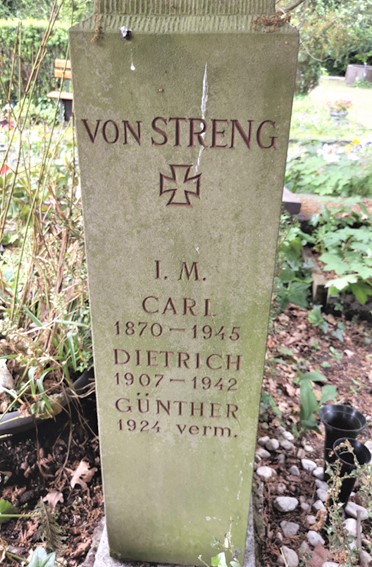 VON STRENG
I. M.
CARL
1870–1945
DIETRICH
1907–1942
GÜNTHER
1924 verm.